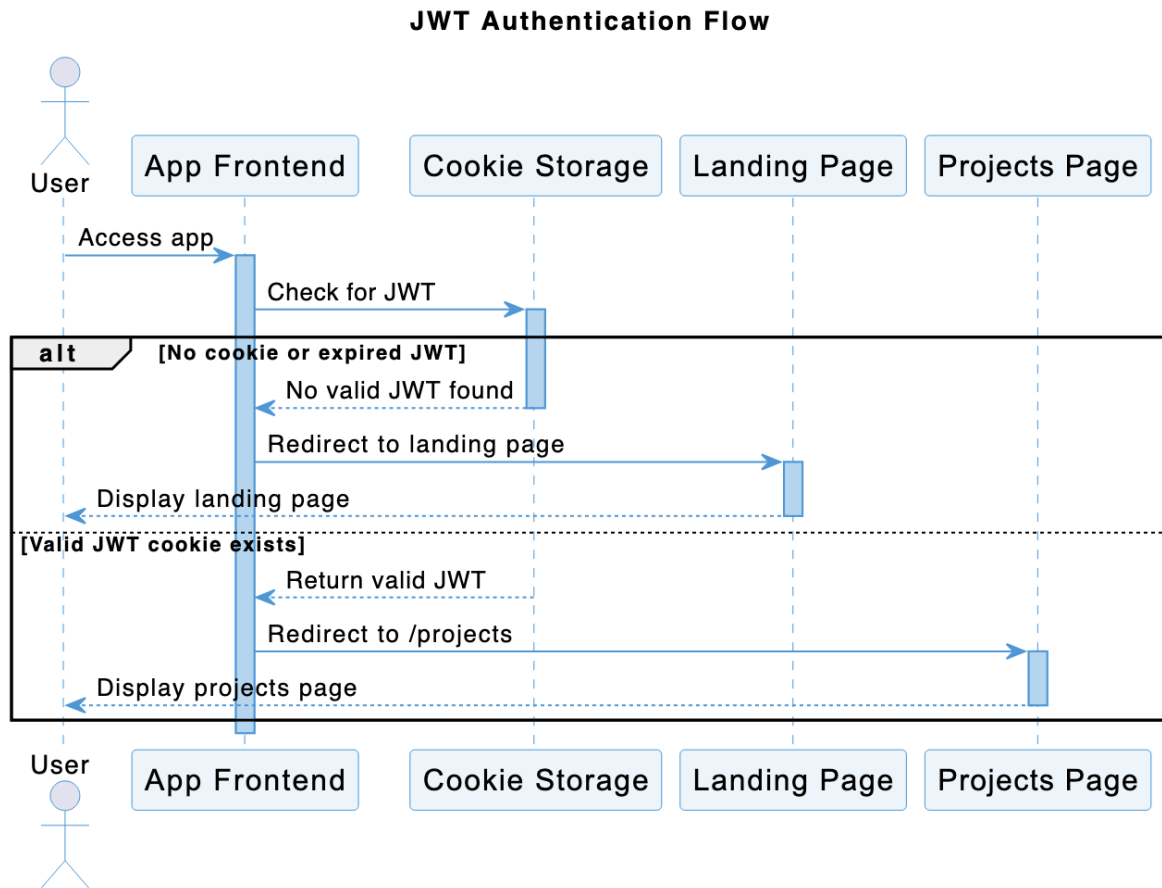 JWT Authentication Flow
User
App Frontend
Cookie Storage
Landing Page
Projects Page
Access app
Check for JWT
alt
[No cookie or expired JWT]
No valid JWT found
Redirect to landing page
Display landing page
[Valid JWT cookie exists]
Return valid JWT
Redirect to /projects
Display projects page
User
App Frontend
Cookie Storage
Landing Page
Projects Page